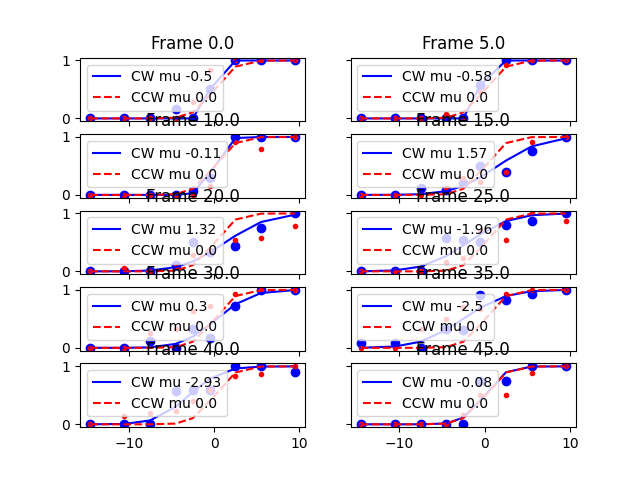 Frame 0.0
Frame 5.0
1
0
CW mu -0.5
CCW mu 0.0
1
0
CW mu -0.58
CCW mu 0.0
Frame 10.0
Frame 15.0
1
0
CW mu -0.11
CCW mu 0.0
1
0
CW mu 1.57
CCW mu 0.0
Frame 20.0
Frame 25.0
1
0
CW mu 1.32
CCW mu 0.0
1
0
CW mu -1.96
CCW mu 0.0
Frame 30.0
Frame 35.0
1
0
CW mu 0.3
CCW mu 0.0
1
0
CW mu -2.5
CCW mu 0.0
Frame 40.0
Frame 45.0
1
0
CW mu -2.93
CCW mu 0.0
1
0
CW mu -0.08
CCW mu 0.0
−10 0 10
−10 0 10